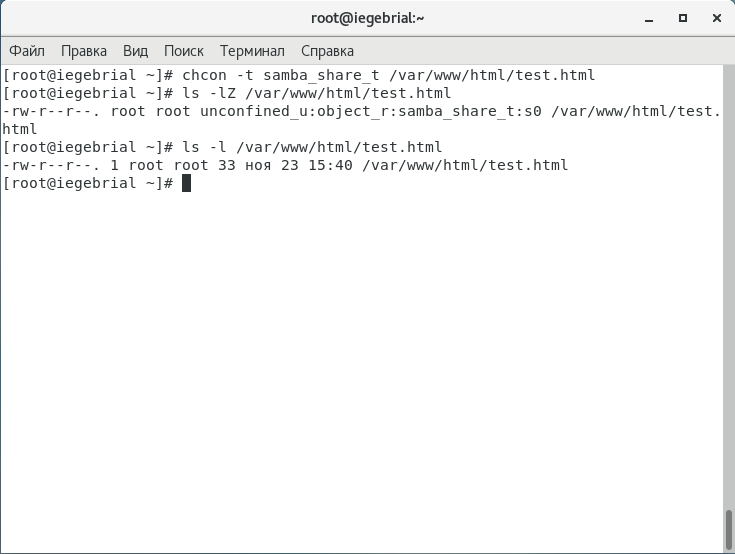 root@iegebrial:~
Файл Правка Вид Поиск Терминал Справка
[root@iegebrial ~]# chcon -t samba_share_t /var/www/html/test.html
[root@iegebrial ~]# ls -lZ /var/www/html/test.html
-rw-r--r--. root root unconfined_u:object_r:samba_share_t:s0 /var/www/html/test.
html
[root@iegebrial ~]# ls -l /var/www/html/test.html
-rw-r--r--. 1 root root 33 ноя 23 15:40 /var/www/html/test.html
[root@iegebrial ~]#